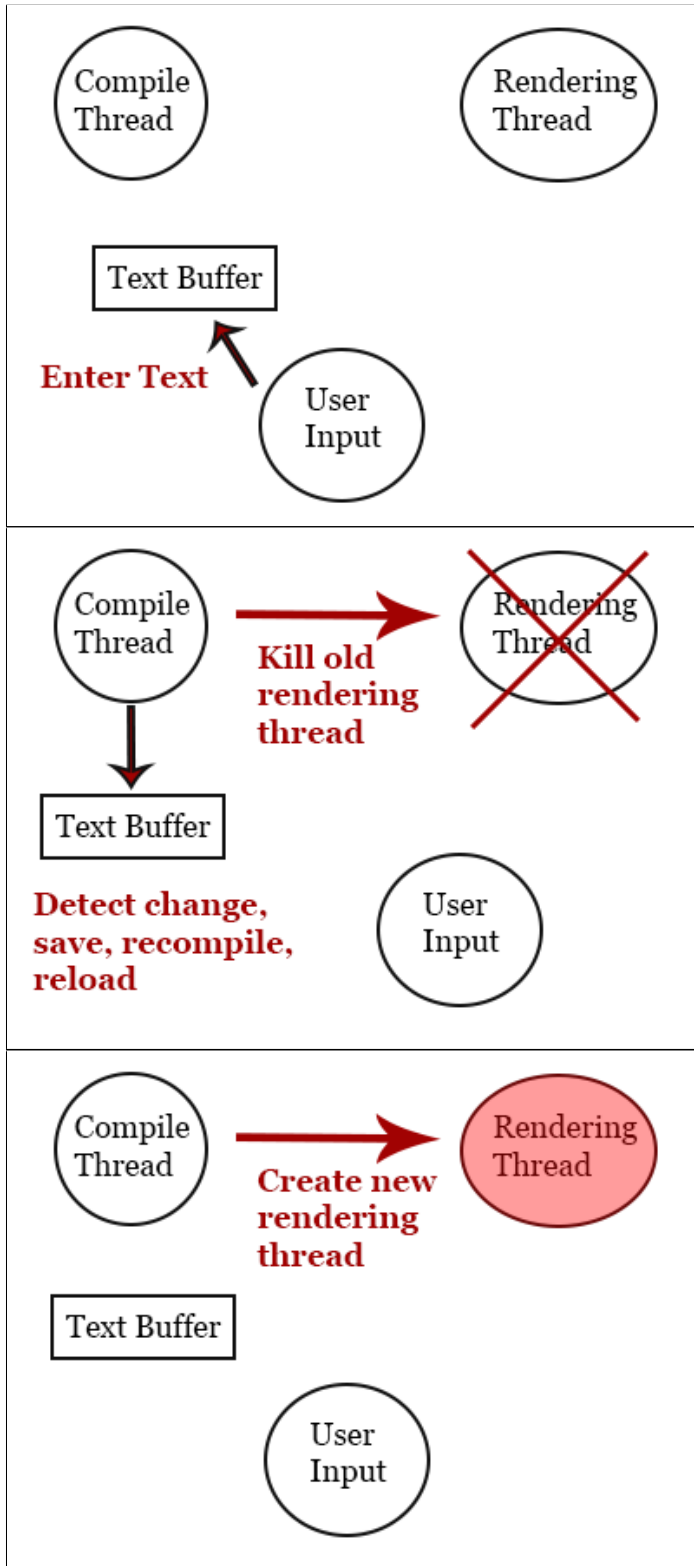 Compile
Thread
Rendering
Thread
Text Buffer
Enter Text
User
Input
Compile
Thread
Rendering
Thread
Kill old
rendering
thread
Text Buffer
Detect change,
save, recompile,
reload
User
Input
Compile
Thread
Rendering
Thread
Create new
rendering
thread
Text Buffer
User
Input